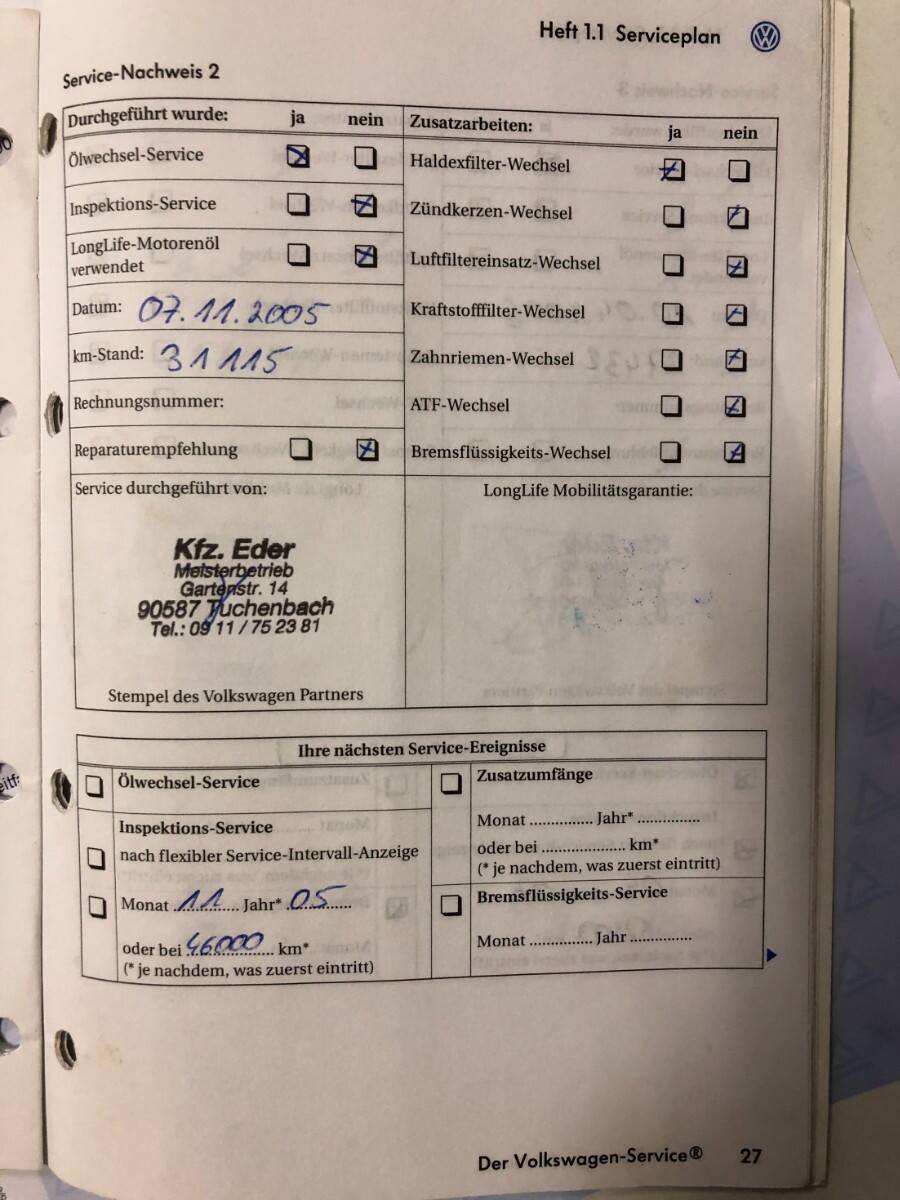 Heft 1.1 Serviceplan
Service-Nachweis 2
Durchgeführt wurde: ja nein
Ölwechsel-Service
Inspektions-Service
LongLife-Motorenöl
verwendet
Datum: 07.11.2005
km-Stand: 31115
Rechnungsnummer:
Reparaturempfehlung
Service durchgeführt von:
Kfz. Eder
Meisterbetrieb
Gartenstr. 14
90587 Tuchenbach
Tel.: 09 11 / 75 23 81
Stempel des Volkswagen Partners
Zusatzarbeiten: ja nein
Haldexfilter-Wechsel
Zündkerzen-Wechsel
Luftfiltereinsatz-Wechsel
Kraftstofffilter-Wechsel
Zahnriemen-Wechsel
ATF-Wechsel
Bremsflüssigkeits-Wechsel
LongLife Mobilitätsgarantie:
Ihre nächsten Service-Ereignisse
Ölwechsel-Service
Inspektions-Service
nach flexibler Service-Intervall-Anzeige
Monat 11 Jahr* 05
oder bei 46000 km*
(* je nachdem, was zuerst eintritt)
Zusatzumfänge
Monat ............... Jahr* ...............
oder bei .................... km*
(* je nachdem, was zuerst eintritt)
Bremsflüssigkeits-Service
Monat ............... Jahr ...............
Der Volkswagen-Service® 27